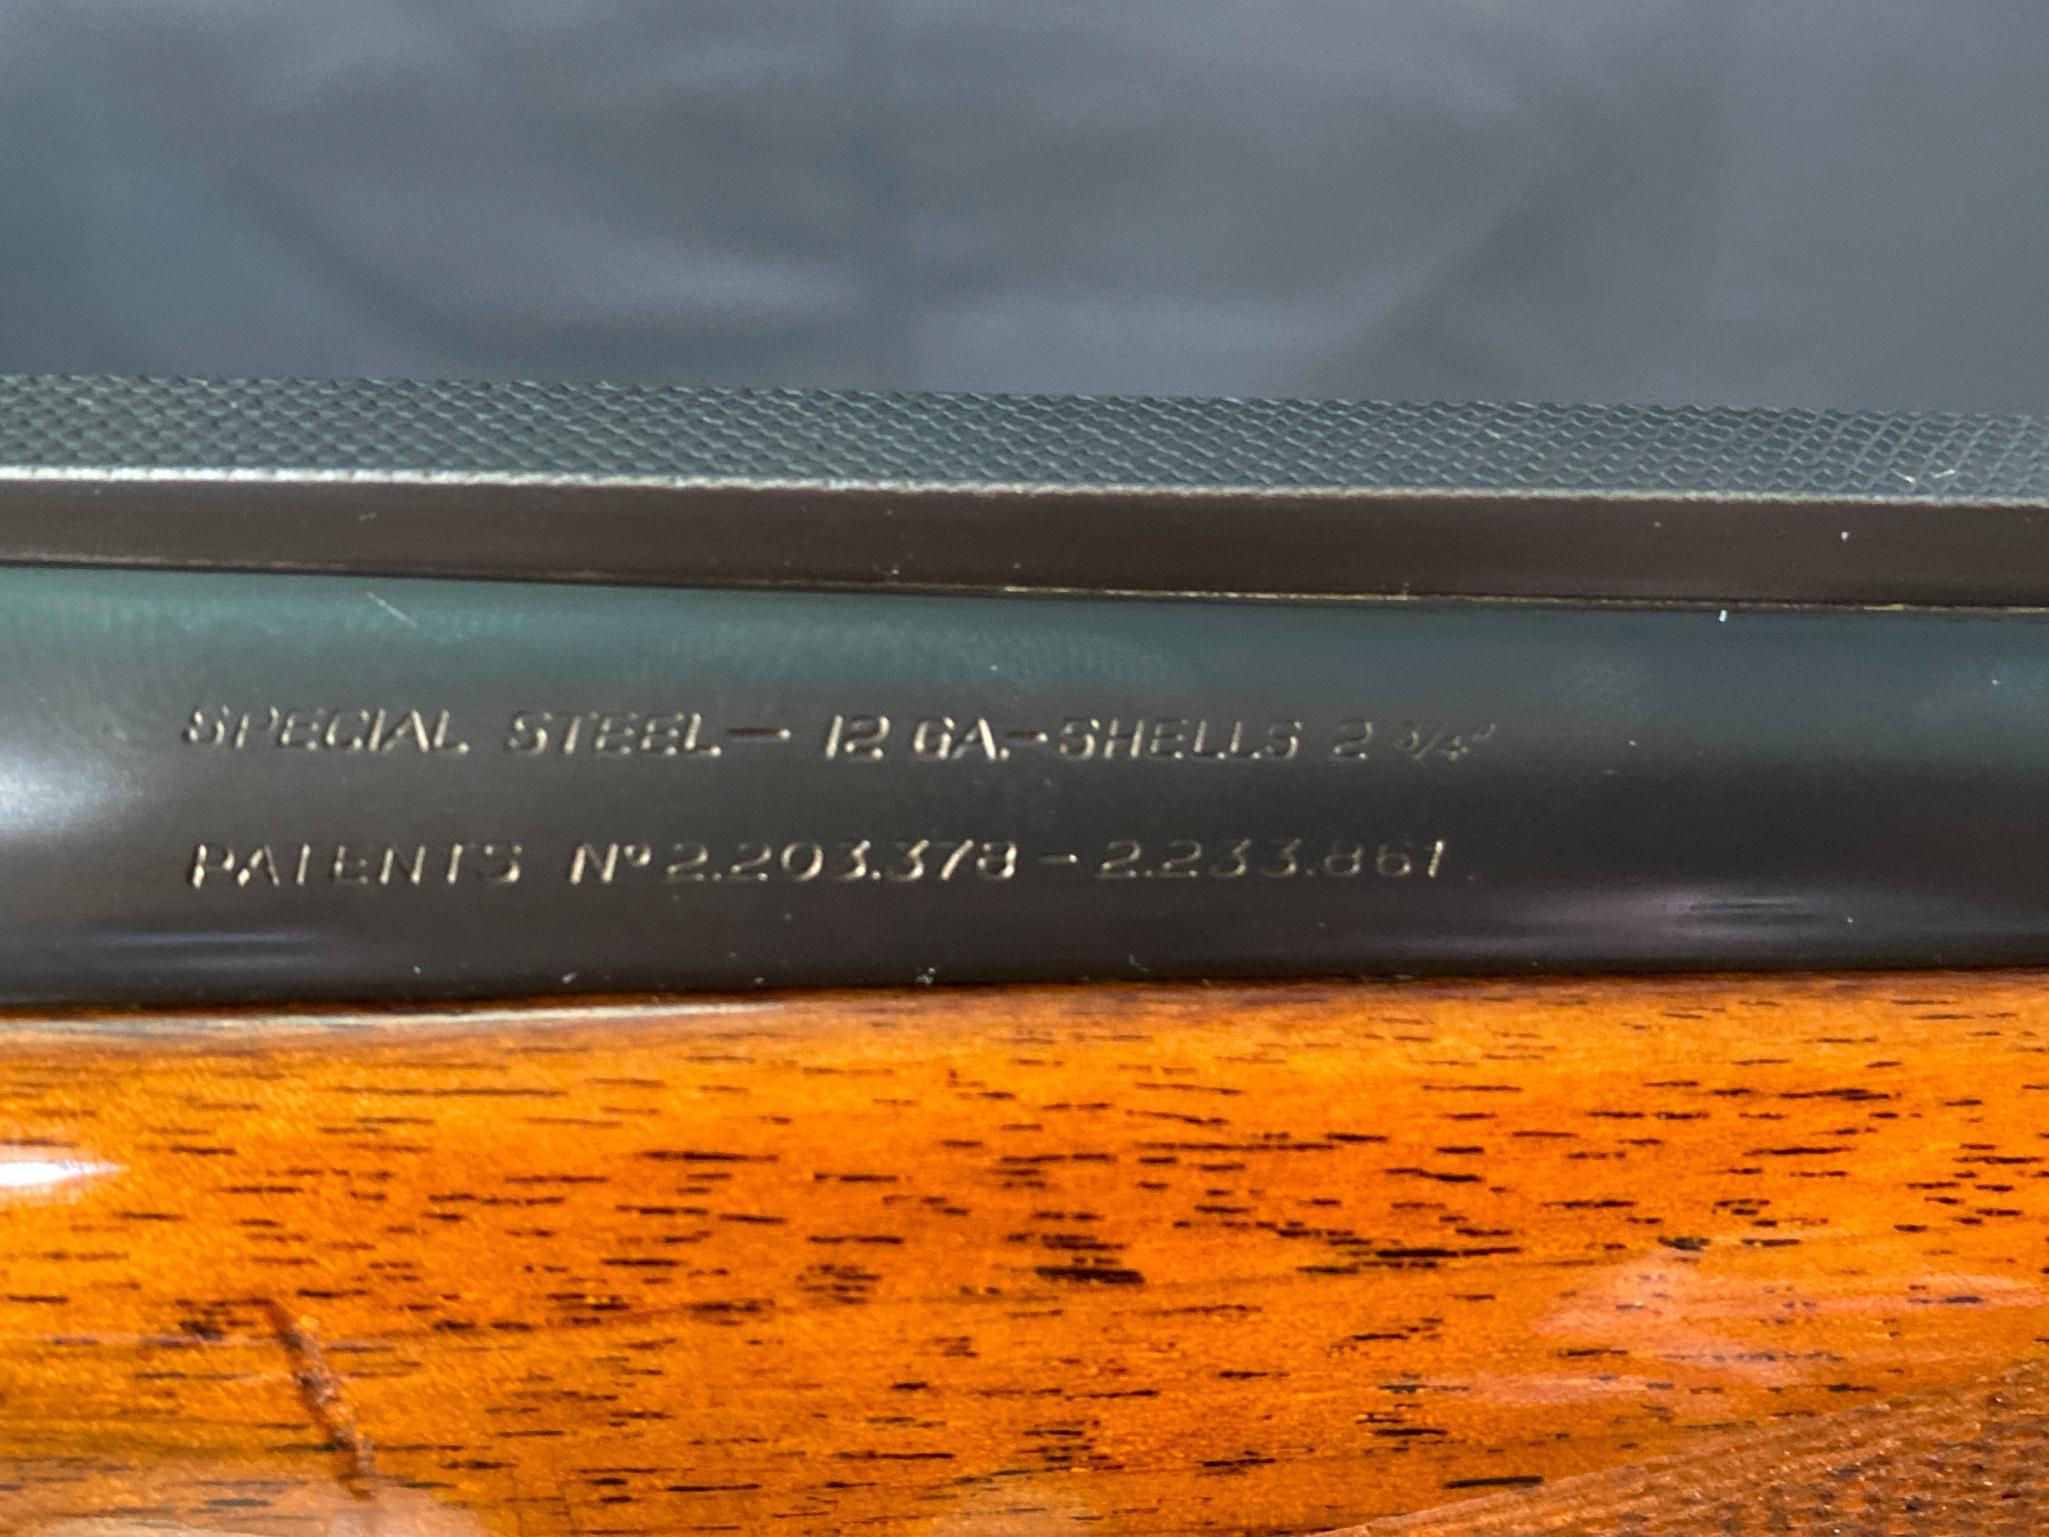 SPECIAL STEEL — 12 GA.-SHELLS 2 3/4"
PATENTS Nº 2.203.378 - 2.233.861